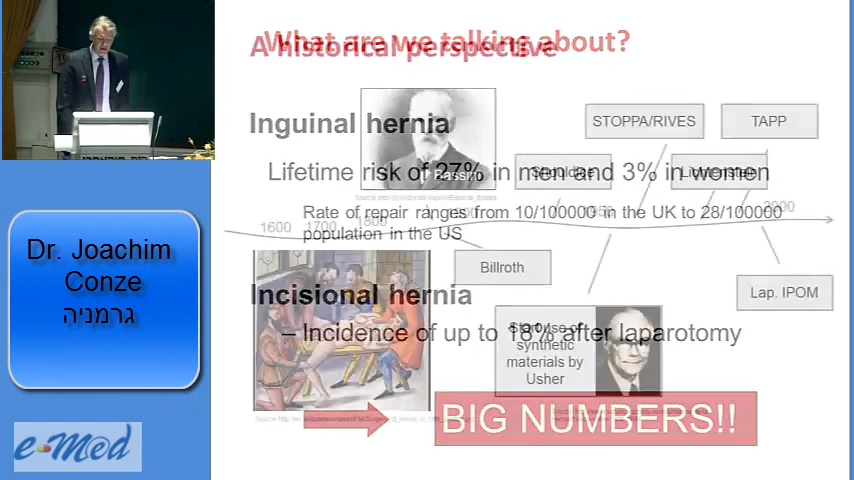 What are we talking about?
A historical perspective
Inguinal hernia
STOPPA/RIVES
TAPP
Bassini
Shouldice
Lichtenstein
Lifetime risk of 27% in men and 3% in women
Rate of repair ranges from 10/100000 in the UK to 28/100000
population in the US
1600
1700
1800
2000
Billroth
Lap. IPOM
Incisional hernia
– Incidence of up to 18% after laparotomy
synthetic
materials by
Usher
BIG NUMBERS!!
Dr. Joachim
Conze
גרמניה
e-Med